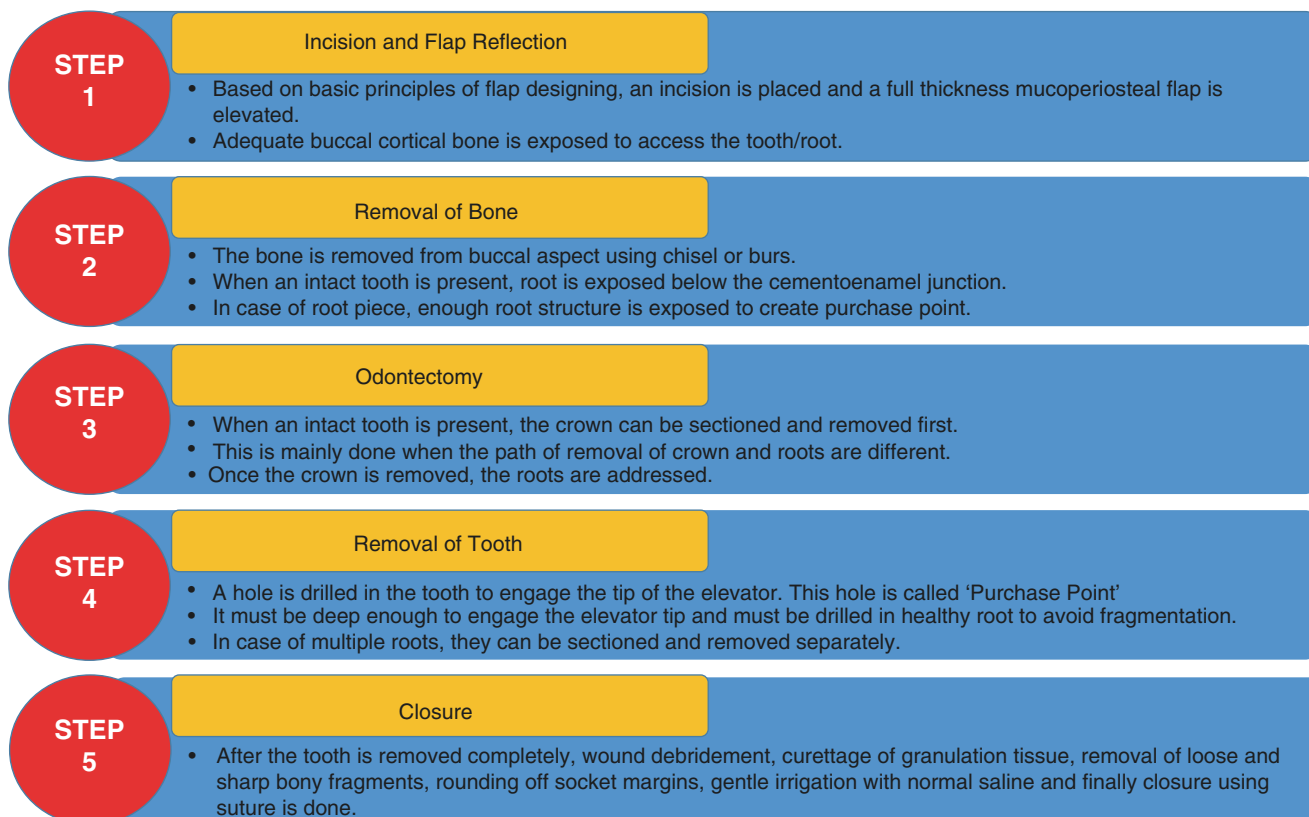 STEP
1
Incision and Flap Reflection
• Based on basic principles of flap designing, an incision is placed and a full thickness mucoperiosteal flap is
elevated.
• Adequate buccal cortical bone is exposed to access the tooth/root.
STEP
2
Removal of Bone
• The bone is removed from buccal aspect using chisel or burs.
• When an intact tooth is present, root is exposed below the cementoenamel junction.
• In case of root piece, enough root structure is exposed to create purchase point.
STEP
3
Odontectomy
• When an intact tooth is present, the crown can be sectioned and removed first.
• This is mainly done when the path of removal of crown and roots are different.
• Once the crown is removed, the roots are addressed.
STEP
4
Removal of Tooth
• A hole is drilled in the tooth to engage the tip of the elevator. This hole is called ‘Purchase Point’
• It must be deep enough to engage the elevator tip and must be drilled in healthy root to avoid fragmentation.
• In case of multiple roots, they can be sectioned and removed separately.
STEP
5
Closure
• After the tooth is removed completely, wound debridement, curettage of granulation tissue, removal of loose and
sharp bony fragments, rounding off socket margins, gentle irrigation with normal saline and finally closure using
suture is done.